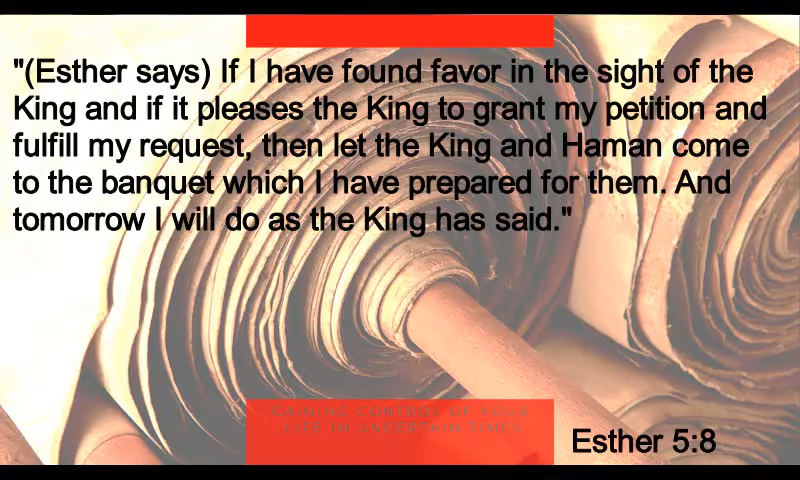 "(Esther says) If I have found favor in the sight of the
King and if it pleases the King to grant my petition and
fulfill my request, then let the King and Haman come
to the banquet which I have prepared for them. And
tomorrow I will do as the King has said."
GAINING CONTROL OF YOUR
LIFE IN UNCERTAIN TIMES
Esther 5:8